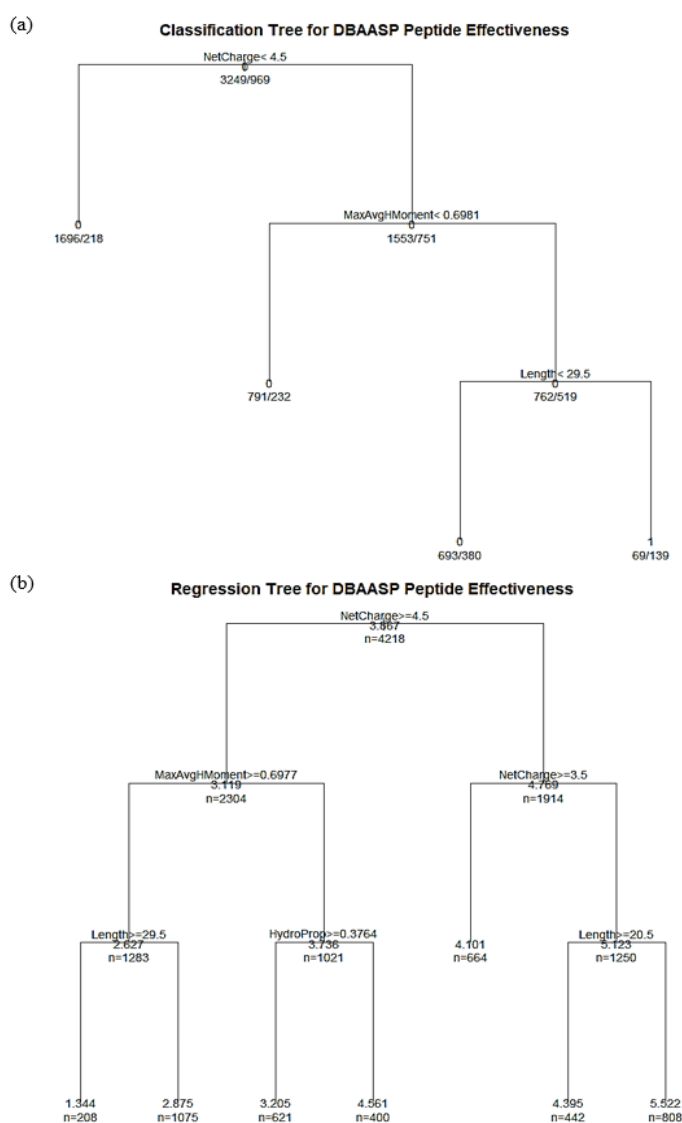 (a)
Classification Tree for DBAASP Peptide Effectiveness
NetCharge< 4.5
0
3249/969
MaxAvgHMoment< 0.6981
0
1696/218
0
1553/751
Length< 29.5
0
791/232
0
762/519
0
693/380
1
69/139
(b)
Regression Tree for DBAASP Peptide Effectiveness
NetCharge>=4.5
3.867
n=4218
MaxAvgHMoment>=0.6977
3.119
n=2304
NetCharge>=3.5
4.769
n=1914
Length>=29.5
2.627
n=1283
HydroProp>=0.3764
3.736
n=1021
4.101
n=664
Length>=20.5
5.123
n=1250
1.344
n=208
2.875
n=1075
3.205
n=621
4.561
n=400
4.395
n=442
5.522
n=808